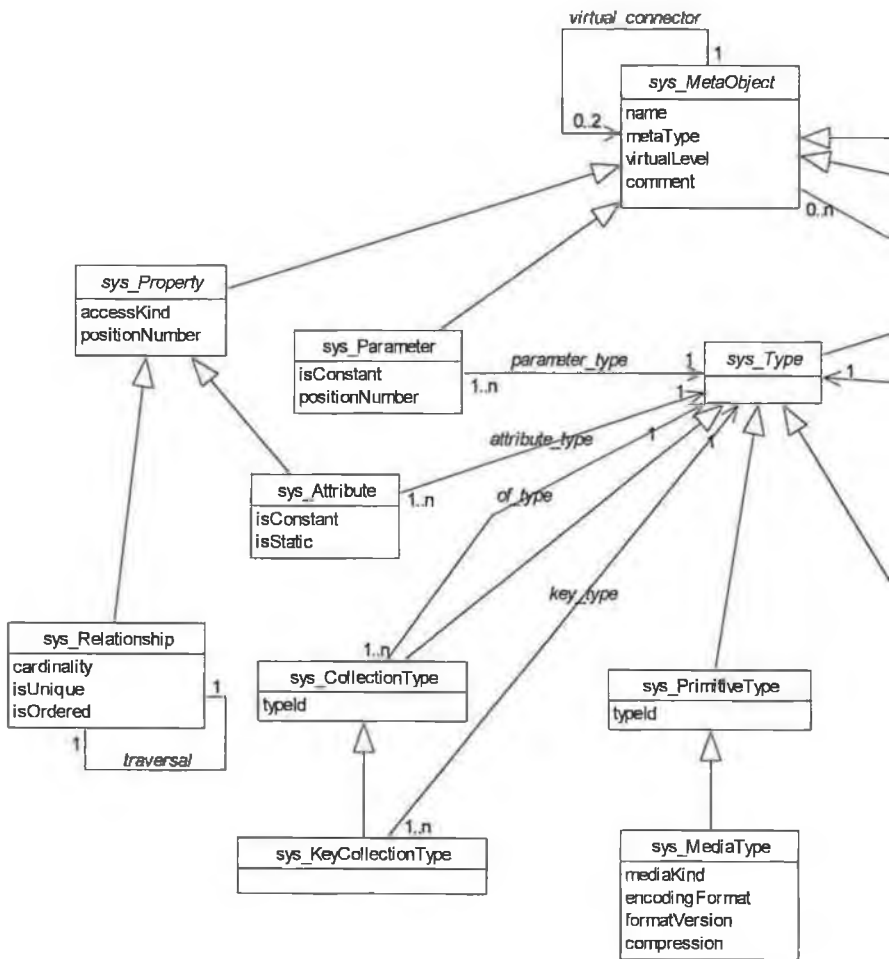 virtual_connector
1
sys_MetaObject
0..2
name
metaType
virtualLevel
comment
0..n
sys_Property
accessKind
positionNumber
sys_Parameter
isConstant
positionNumber
parameter_type
1..n
1
sys_Type
1
1
attribute_type
1
1
sys_Attribute
isConstant
isStatic
1..n
of_type
key_type
sys_Relationship
cardinality
isUnique
isOrdered
1
1
traversal
1..n
sys_CollectionType
typeId
sys_PrimitiveType
typeId
1..n
sys_KeyCollectionType
sys_MediaType
mediaKind
encodingFormat
formatVersion
compression